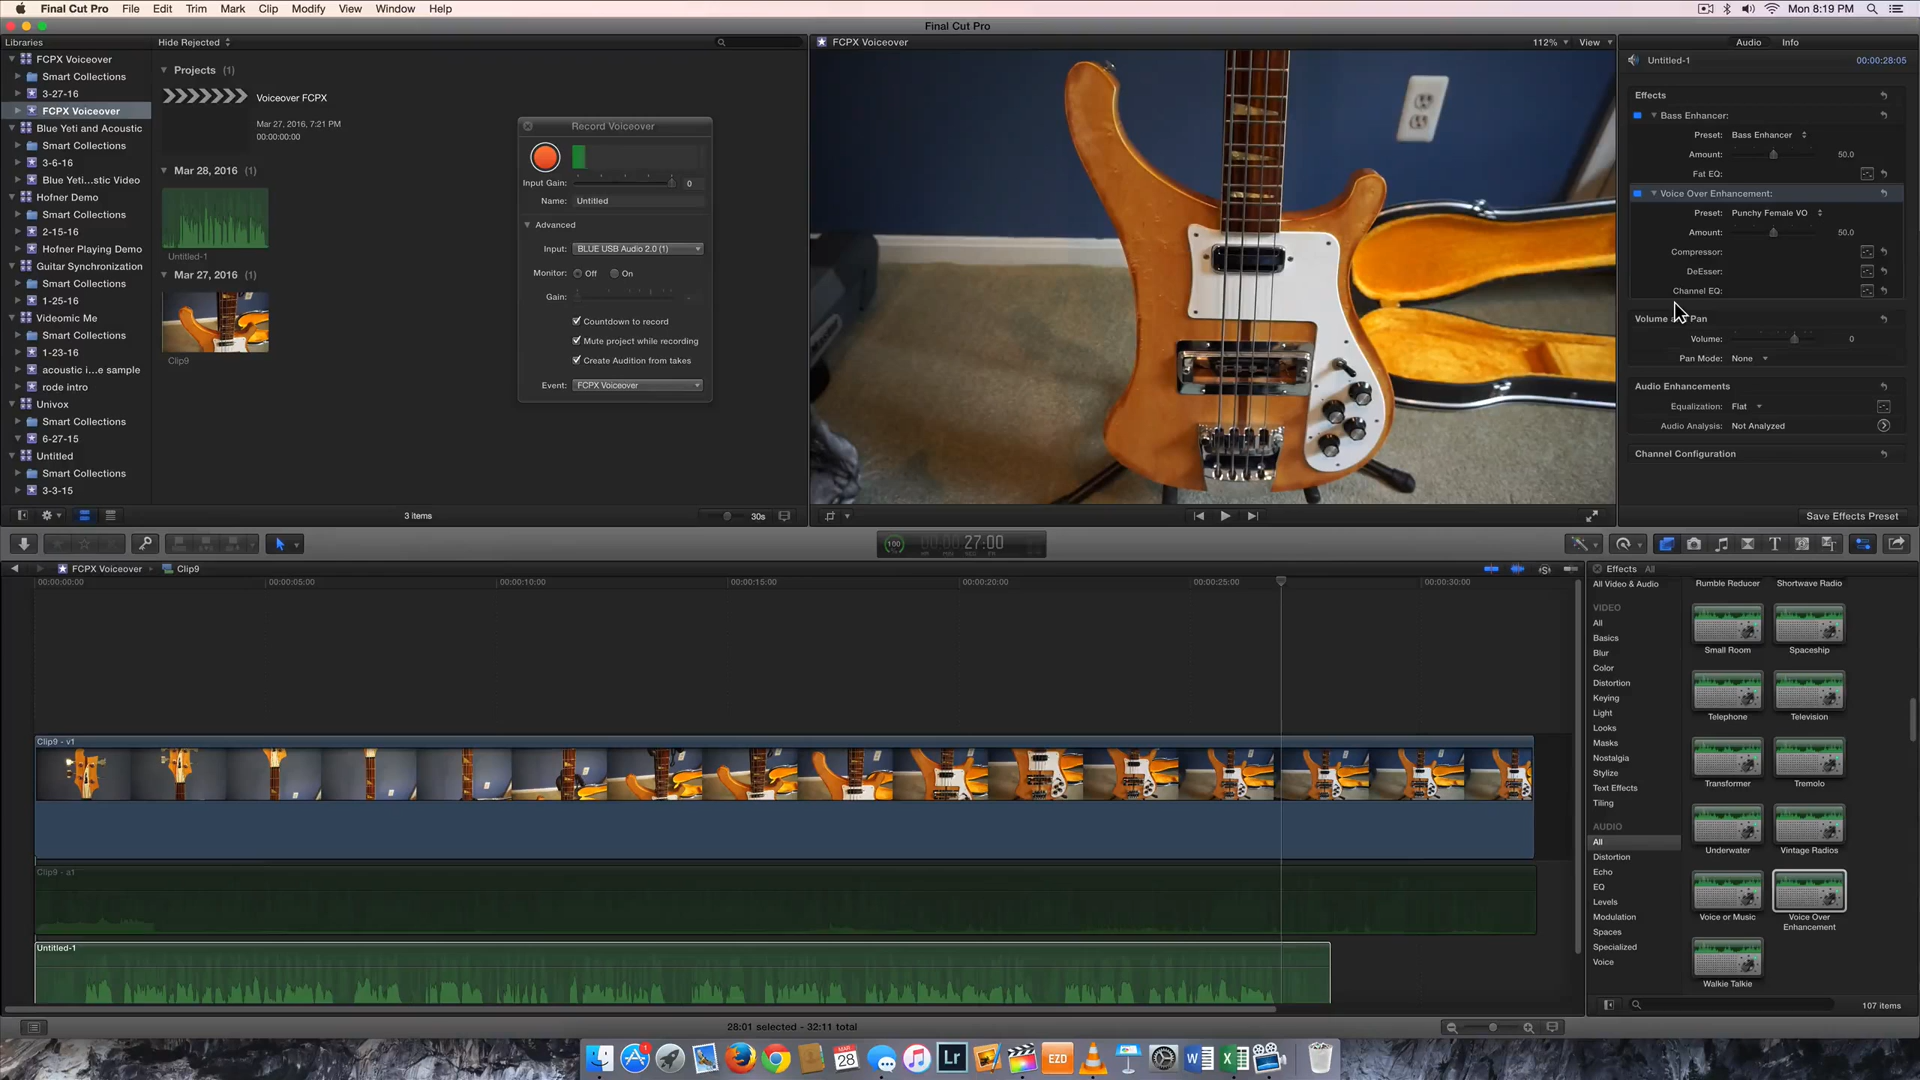 Final Cut Pro File Edit Trim Mark Clip Modify View Window Help
Mon 8:19 PM
Final Cut Pro
Libraries
FCPX Voiceover
Smart Collections
3-27-16
FCPX Voiceover
Blue Yeti and Acoustic
Smart Collections
3-6-16
Blue Yeti...stic Video
Hofner Demo
Smart Collections
2-15-16
Hofner Playing Demo
Guitar Synchronization
Smart Collections
1-25-16
Videomic Me
Smart Collections
1-23-16
acoustic i...e sample
rode intro
Univox
Smart Collections
6-27-15
Untitled
Smart Collections
3-3-15
Hide Rejected
Projects (1)
Voiceover FCPX
Mar 27, 2016, 7:21 PM
00:00:00:00
Mar 28, 2016 (1)
Untitled-1
Mar 27, 2016 (1)
Clip9
3 items
30s
Record Voiceover
Input Gain: 0
Name: Untitled
Advanced
Input: BLUE USB Audio 2.0 (1)
Monitor: Off On
Gain:
Countdown to record
Mute project while recording
Create Audition from takes
Event: FCPX Voiceover
FCPX Voiceover
112% View
Audio Info
Untitled-1 00:00:28:05
Effects
Bass Enhancer:
Preset: Bass Enhancer
Amount: 50.0
Fat EQ:
Voice Over Enhancement:
Preset: Punchy Female VO
Amount: 50.0
Compressor:
DeEsser:
Channel EQ:
Volume Pan
Volume: 0
Pan Mode: None
Audio Enhancements
Equalization: Flat
Audio Analysis: Not Analyzed
Channel Configuration
Save Effects Preset
100 27:00
FCPX Voiceover Clip9
00:00:00:00 00:00:05:00 00:00:10:00 00:00:15:00 00:00:20:00 00:00:25:00 00:00:30:00
Clip9 - v1
Clip9 - a1
Untitled-1
28:01 selected - 32:11 total
Effects All
All Video & Audio
VIDEO
All
Basics
Blur
Color
Distortion
Keying
Light
Looks
Masks
Nostalgia
Stylize
Text Effects
Tiling
AUDIO
All
Distortion
Echo
EQ
Levels
Modulation
Spaces
Specialized
Voice
Rumble Reducer Shortwave Radio
Small Room Spaceship
Telephone Television
Transformer Tremolo
Underwater Vintage Radios
Voice or Music Voice Over
Enhancement
Walkie Talkie
107 items
1
MAR
28
Lr
EZD
W
X